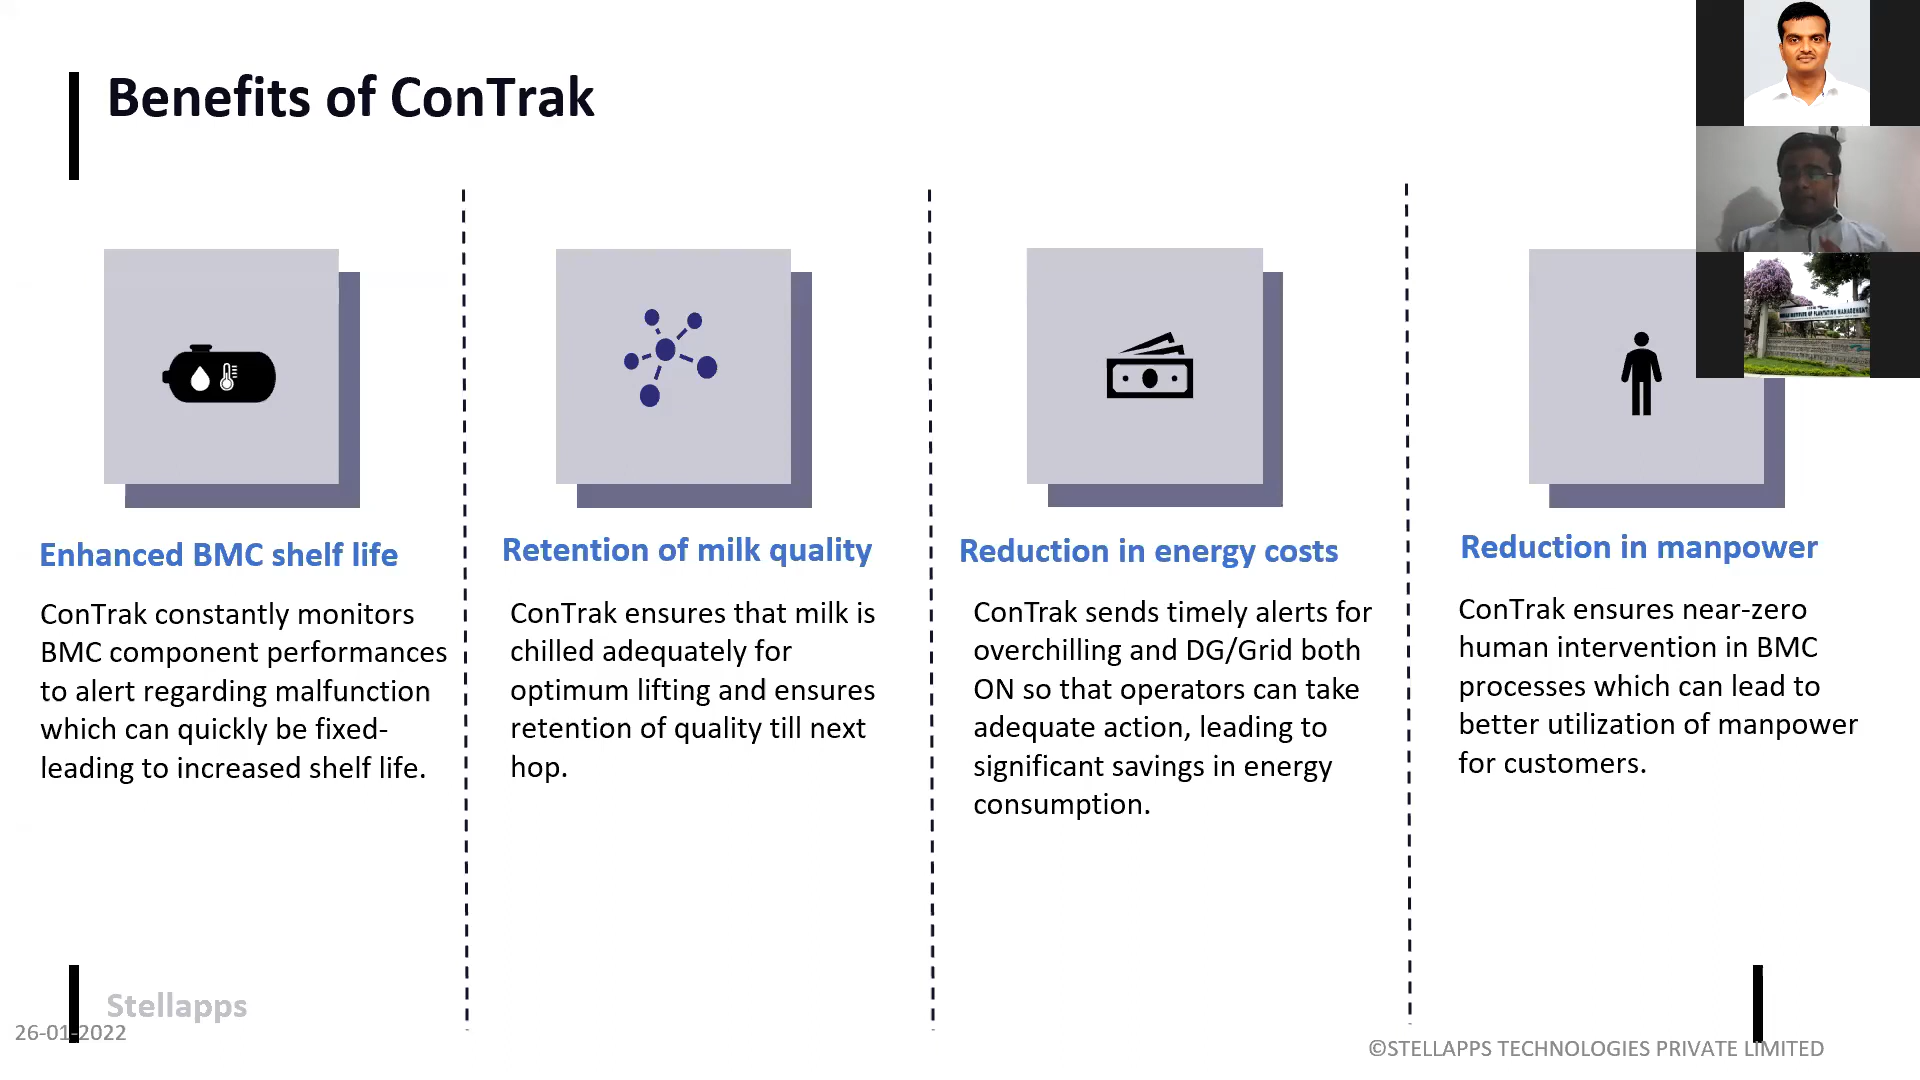 Benefits of ConTrak
Enhanced BMC shelf life
ConTrak constantly monitors
BMC component performances
to alert regarding malfunction
which can quickly be fixed-
leading to increased shelf life.
Retention of milk quality
ConTrak ensures that milk is
chilled adequately for
optimum lifting and ensures
retention of quality till next
hop.
Reduction in energy costs
ConTrak sends timely alerts for
overchilling and DG/Grid both
ON so that operators can take
adequate action, leading to
significant savings in energy
consumption.
Reduction in manpower
ConTrak ensures near-zero
human intervention in BMC
processes which can lead to
better utilization of manpower
for customers.
INSTITUTE OF PLANTATION MANAGEMENT
Stellapps
26-01-2022
©STELLAPPS TECHNOLOGIES PRIVATE LIMITED